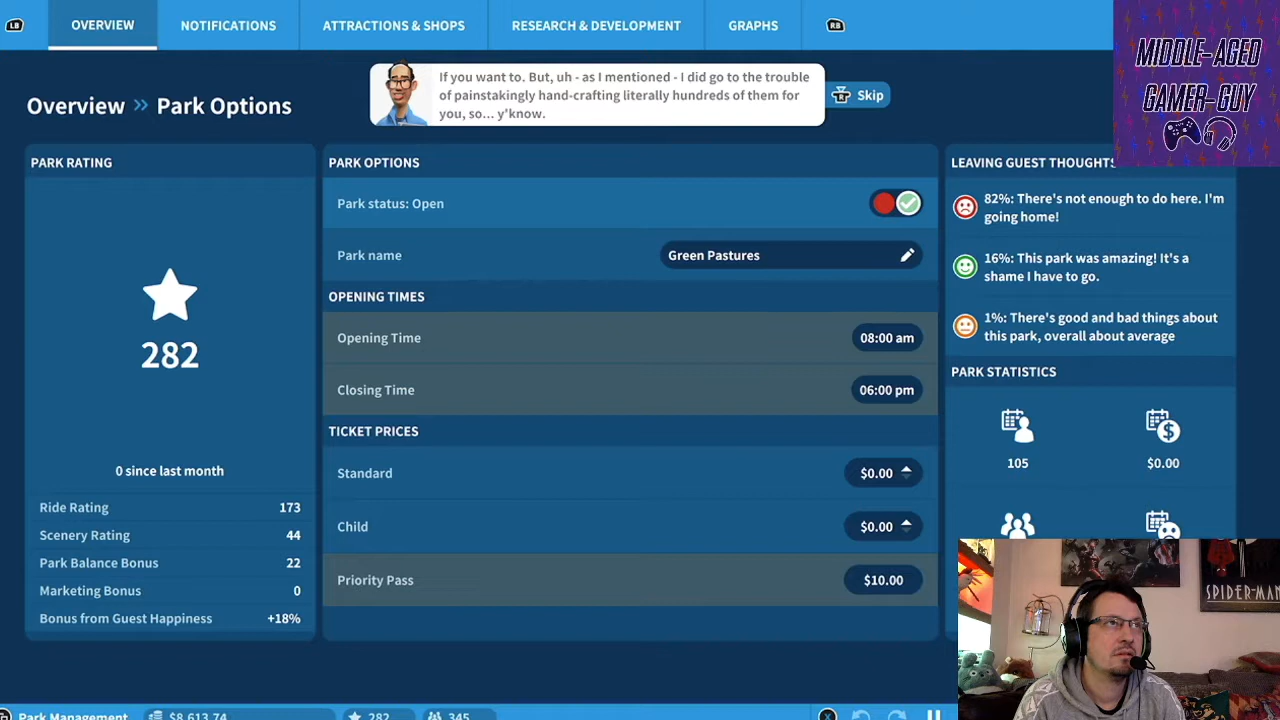 LB
OVERVIEW
NOTIFICATIONS
ATTRACTIONS & SHOPS
RESEARCH & DEVELOPMENT
GRAPHS
RB
MIDDLE-AGED
GAMER-GUY
If you want to. But, uh - as I mentioned - I did go to the trouble
of painstakingly hand-crafting literally hundreds of them for
you, so... y'know.
R
Skip
Overview » Park Options
PARK RATING
282
0 since last month
Ride Rating 173
Scenery Rating 44
Park Balance Bonus 22
Marketing Bonus 0
Bonus from Guest Happiness +18%
PARK OPTIONS
Park status: Open
Park name Green Pastures
OPENING TIMES
Opening Time 08:00 am
Closing Time 06:00 pm
TICKET PRICES
Standard $0.00
Child $0.00
Priority Pass $10.00
LEAVING GUEST THOUGHTS
82%: There's not enough to do here. I'm
going home!
16%: This park was amazing! It's a
shame I have to go.
1%: There's good and bad things about
this park, overall about average
PARK STATISTICS
105 $0.00
SPIDER-MAN
Park Management $8,613.74 282 345
X